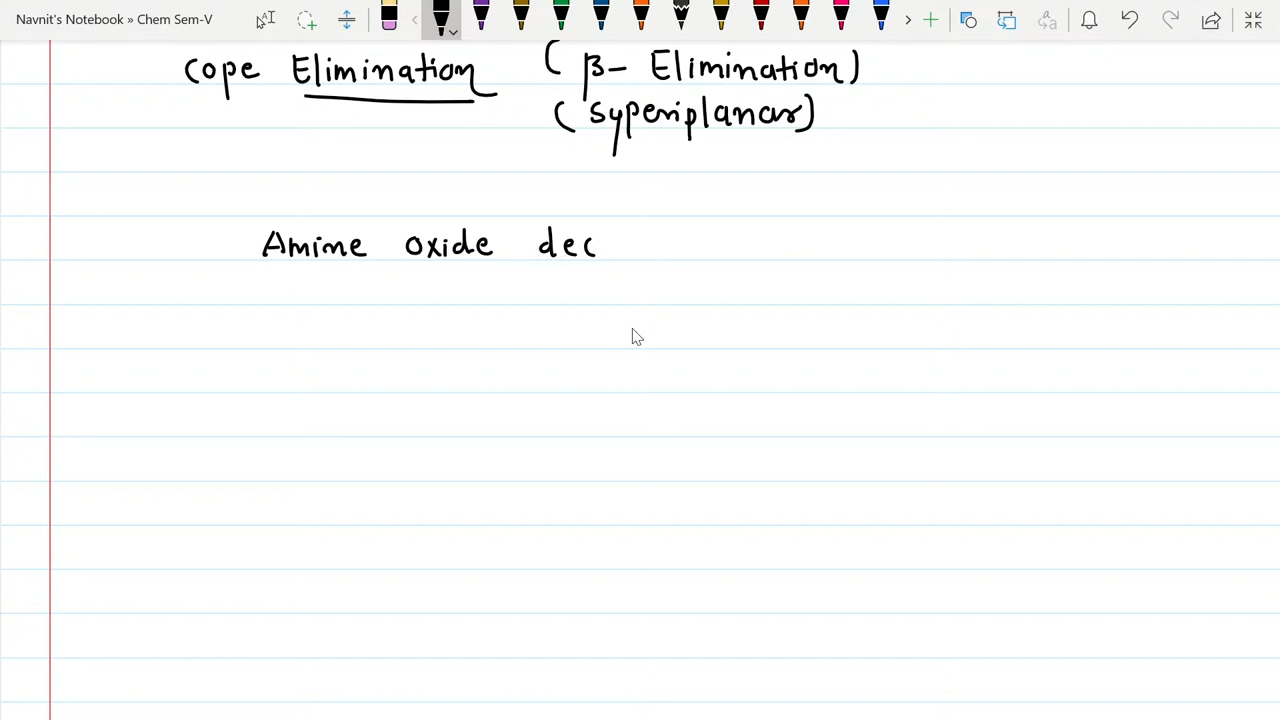 Navnit's Notebook » Chem Sem-V
Cope Elimination (β- Elimination)
(syperiplanar)
Amine oxide dec